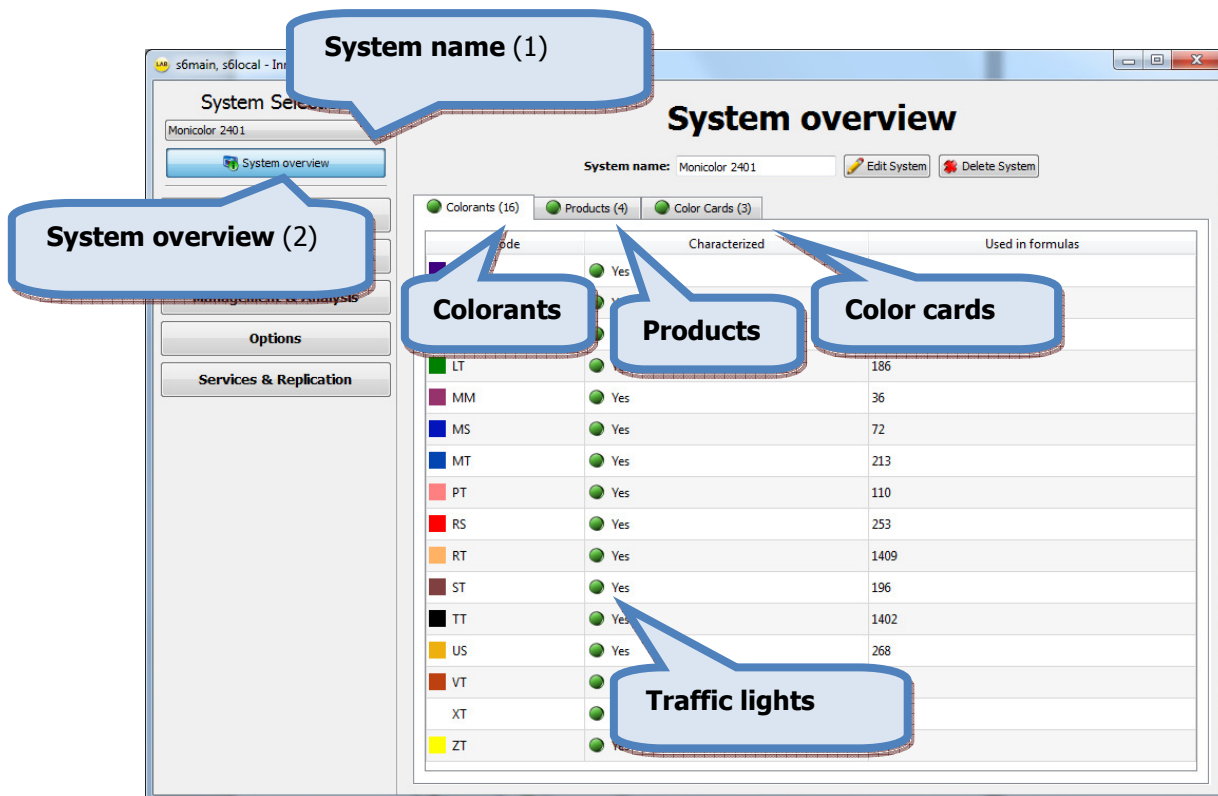 System name (1)
s6main, s6local - Inn
System Selecti
System overview
Monicolor 2401
System overview
System name: Monicolor 2401 Edit System Delete System
Colorants (16) Products (4) Color Cards (3)
System overview (2)
ode Characterized Used in formulas
Yes
Colorants
Products
Color cards
Management & Analysis
Options
LT 186
Services & Replication
MM Yes 36
MS Yes 72
MT Yes 213
PT Yes 110
RS Yes 253
RT Yes 1409
ST Yes 196
TT Yes 1402
US Yes 268
VT
Traffic lights
XT
ZT Yes